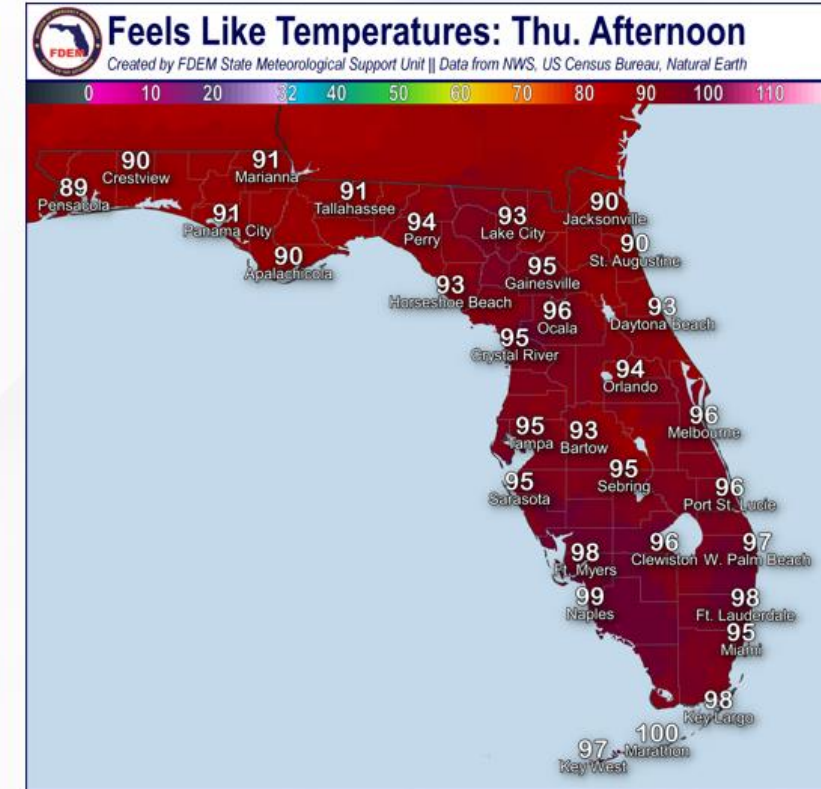 Feels Like Temperatures: Thu. Afternoon
FDEM
Created by FDEM State Meteorological Support Unit || Data from NWS, US Census Bureau, Natural Earth
0 10 20 32 40 50 60 70 80 90 100 110
90
Crestview
91
Marianna
89
Pensacola
91
Panama City
91
Tallahassee
90
Apalachicola
94
Perry
93
Lake City
90
Jacksonville
90
St. Augustine
93
Horseshoe Beach
95
Gainesville
96
Ocala
93
Daytona Beach
95
Crystal River
94
Orlando
96
Melbourne
95
Tampa
93
Bartow
95
Sarasota
95
Sebring
96
Port St. Lucie
98
Ft. Myers
96
Clewiston
97
W. Palm Beach
99
Naples
98
Ft. Lauderdale
95
Miami
98
Key Largo
100
Marathon
97
Key West